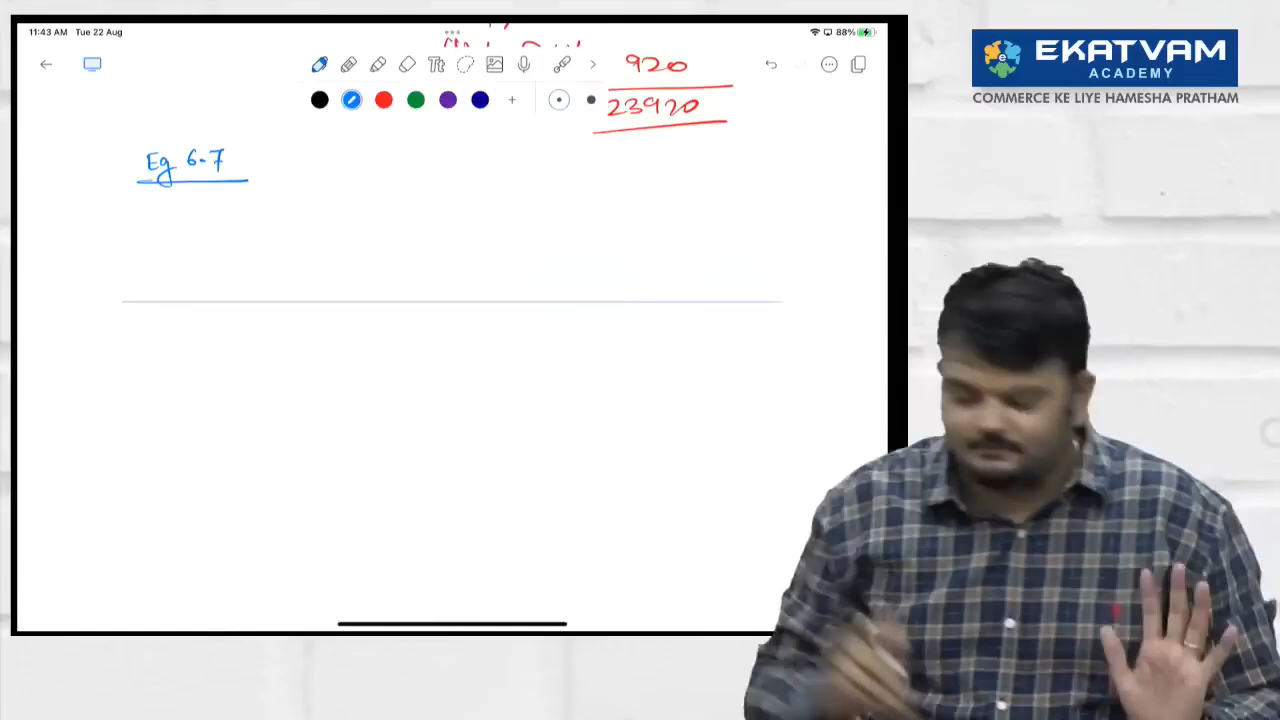 11:43 AM Tue 22 Aug
88%
EKATVAM
ACADEMY
COMMERCE KE LIYE HAMESHA PRATHAM
920
23920
Eg 6.7